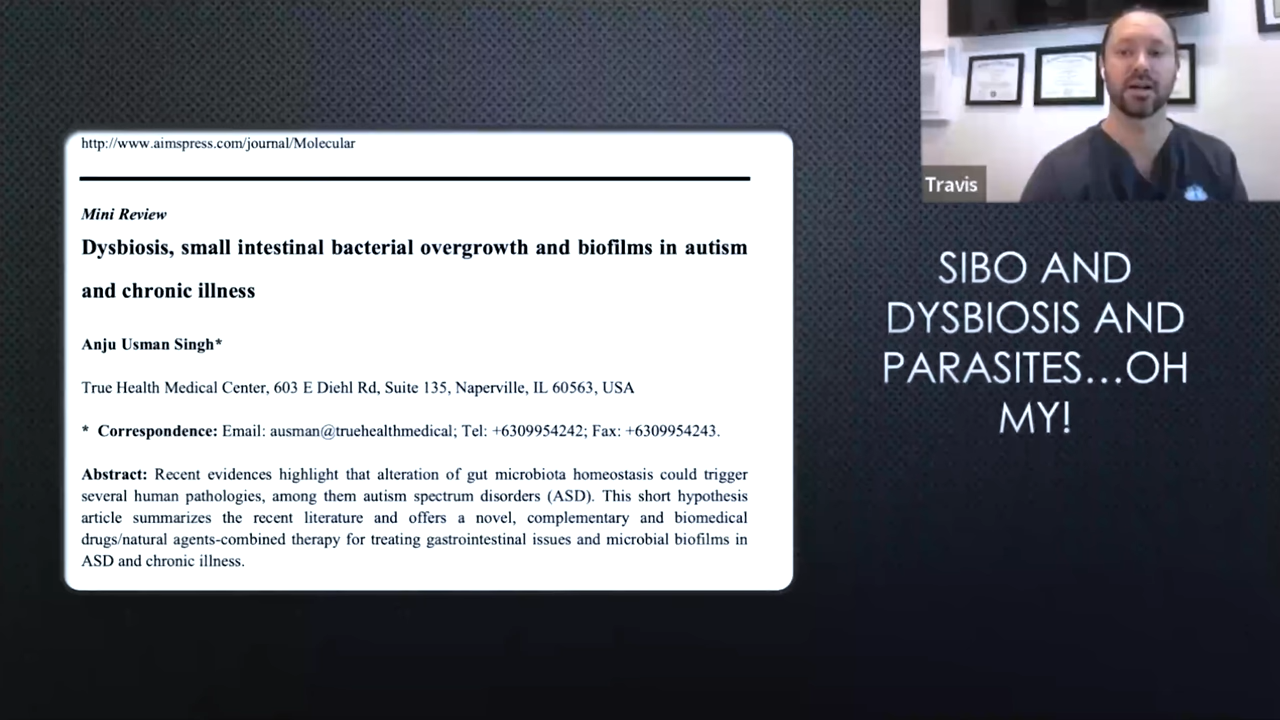 http://www.aimspress.com/journal/Molecular
Mini Review
Dysbiosis, small intestinal bacterial overgrowth and biofilms in autism
and chronic illness
Anju Usman Singh*
True Health Medical Center, 603 E Diehl Rd, Suite 135, Naperville, IL 60563, USA
* Correspondence: Email: ausman@truehealthmedical; Tel: +6309954242; Fax: +6309954243.
Abstract: Recent evidences highlight that alteration of gut microbiota homeostasis could trigger
several human pathologies, among them autism spectrum disorders (ASD). This short hypothesis
article summarizes the recent literature and offers a novel, complementary and biomedical
drugs/natural agents-combined therapy for treating gastrointestinal issues and microbial biofilms in
ASD and chronic illness.
Travis
SIBO AND
DYSBIOSIS AND
PARASITES...OH
MY!